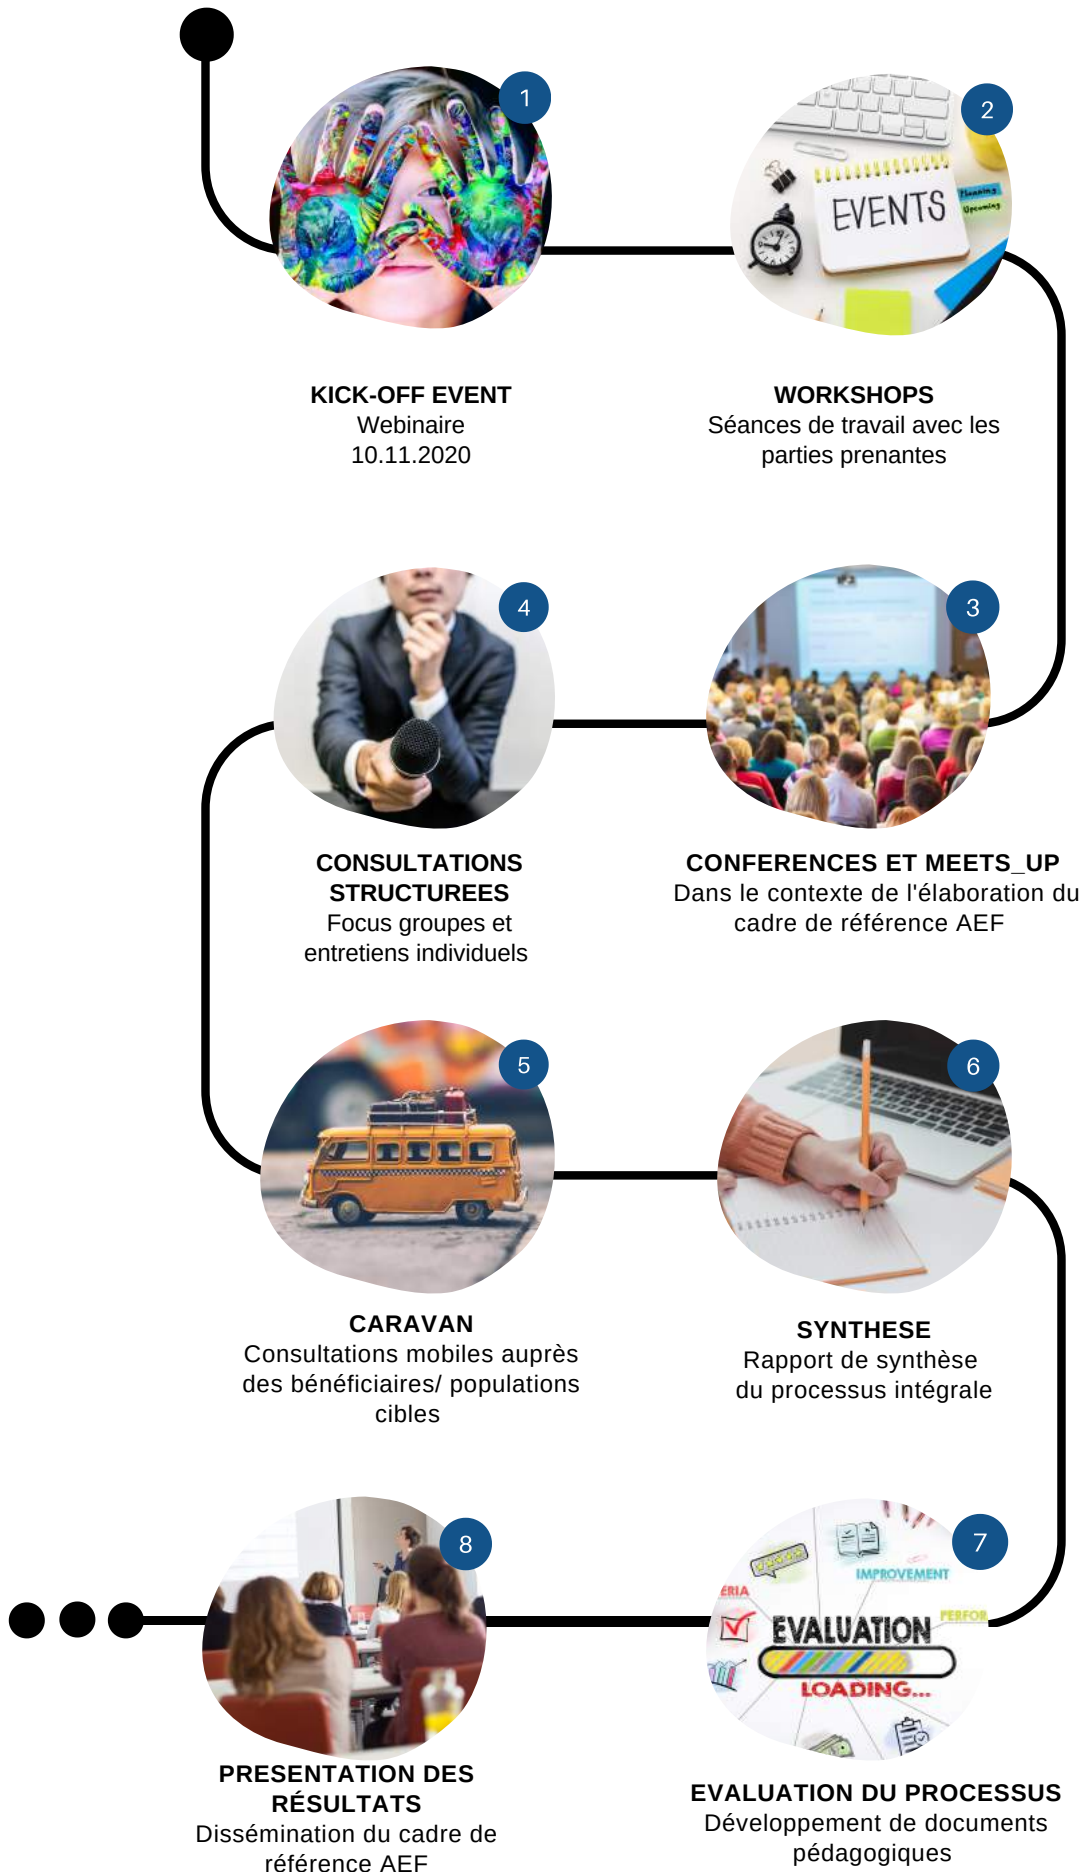 1
KICK-OFF EVENT
Webinaire
10.11.2020
2
EVENTS
Planning
Upcoming
WORKSHOPS
Séances de travail avec les
parties prenantes
3
CONFERENCES ET MEETS_UP
Dans le contexte de l'élaboration du
cadre de référence AEF
4
CONSULTATIONS
STRUCTUREES
Focus groupes et
entretiens individuels
5
CARAVAN
Consultations mobiles auprès
des bénéficiaires/ populations
cibles
6
SYNTHESE
Rapport de synthèse
du processus intégrale
7
IMPROVEMENT
ERIA
PERFOR
EVALUATION
LOADING...
EVALUATION DU PROCESSUS
Développement de documents
pédagogiques
8
PRESENTATION DES
RÉSULTATS
Dissémination du cadre de
référence AEF